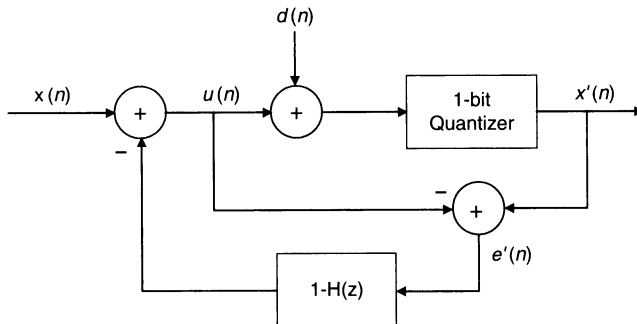 d(n)
x(n)
+
u(n)
+
1-bit
Quantizer
x'(n)
−
−
+
e'(n)
1-H(z)